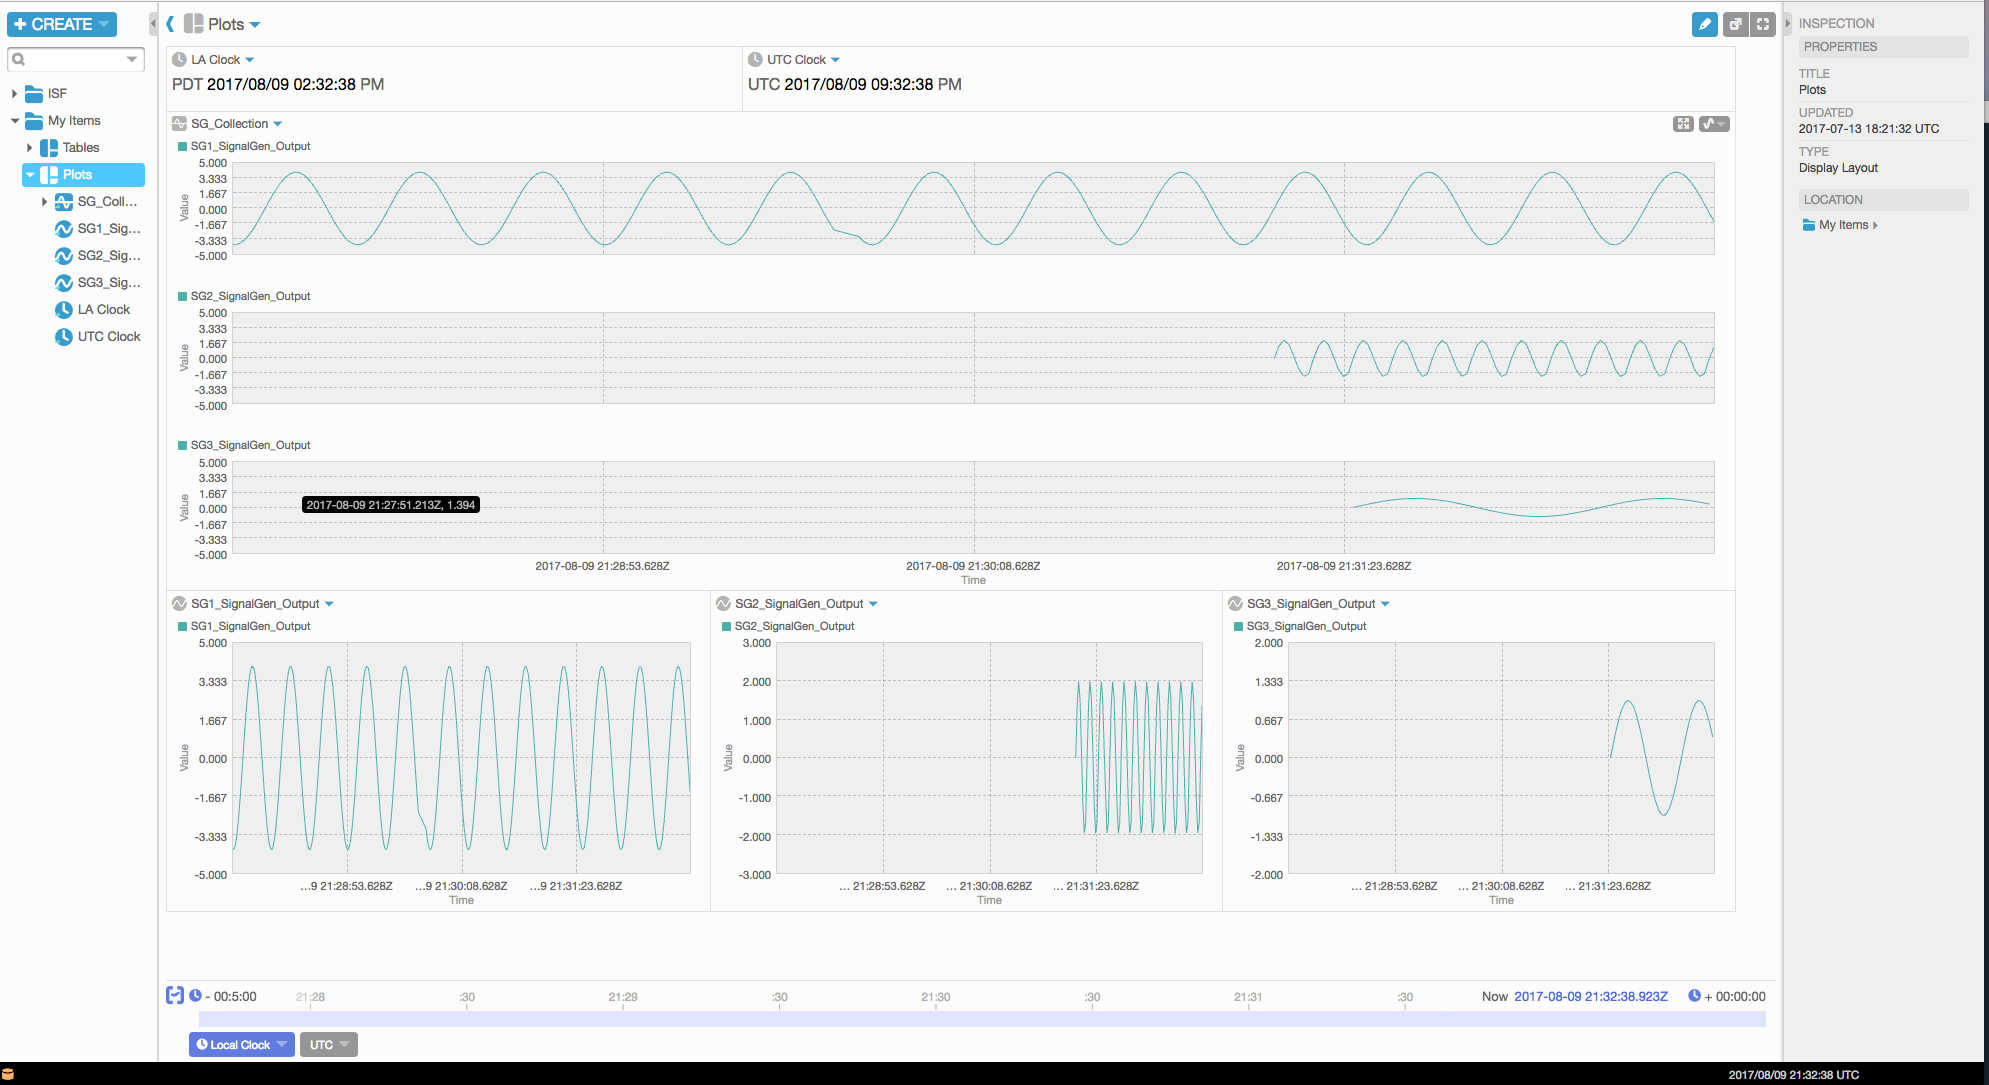 + CREATE
ISF
My Items
Tables
Plots
SG_Coll...
SG1_Sig...
SG2_Sig...
SG3_Sig...
LA Clock
UTC Clock
Plots
LA Clock
PDT 2017/08/09 02:32:38 PM
UTC Clock
UTC 2017/08/09 09:32:38 PM
SG_Collection
SG1_SignalGen_Output
5.000
3.333
1.667
0.000
-1.667
-3.333
-5.000
Value
SG2_SignalGen_Output
5.000
3.333
1.667
0.000
-1.667
-3.333
-5.000
Value
SG3_SignalGen_Output
5.000
3.333
1.667
0.000
-1.667
-3.333
-5.000
Value
2017-08-09 21:27:51.213Z, 1.394
2017-08-09 21:28:53.628Z 2017-08-09 21:30:08.628Z 2017-08-09 21:31:23.628Z
Time
SG1_SignalGen_Output
SG1_SignalGen_Output
5.000
3.333
1.667
0.000
-1.667
-3.333
-5.000
Value
...9 21:28:53.628Z ...9 21:30:08.628Z ...9 21:31:23.628Z
Time
SG2_SignalGen_Output
SG2_SignalGen_Output
3.000
2.000
1.000
0.000
-1.000
-2.000
-3.000
Value
... 21:28:53.628Z ... 21:30:08.628Z ... 21:31:23.628Z
Time
SG3_SignalGen_Output
SG3_SignalGen_Output
2.000
1.333
0.667
0.000
-0.667
-1.333
-2.000
Value
... 21:28:53.628Z ... 21:30:08.628Z ... 21:31:23.628Z
Time
- 00:5:00 21:28 :30 21:29 :30 21:30 :30 21:31 :30 Now 2017-08-09 21:32:38.923Z + 00:00:00
Local Clock UTC
INSPECTION
PROPERTIES
TITLE
Plots
UPDATED
2017-07-13 18:21:32 UTC
TYPE
Display Layout
LOCATION
My Items
2017/08/09 21:32:38 UTC